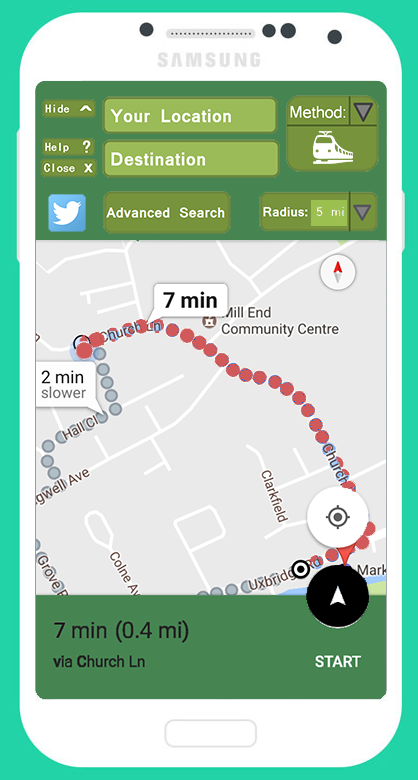 SAMSUNG
Hide
Your Location
Method:
Help ?
Close X
Destination
Advanced Search
Radius: 5 mi
7 min
Church Ln
Mill End
Community Centre
2 min
slower
Hall Cl
gwell Ave
Church
Clarkfield
Grove
Colne Av
Uxbridge Rd
Mark
7 min (0.4 mi)
via Church Ln
START